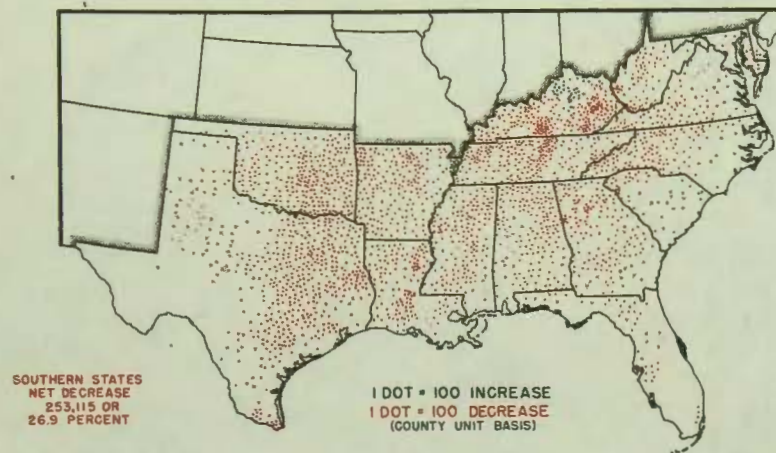 SOUTHERN STATES
NET DECREASE
253,115 OR
26.9 PERCENT
1 DOT = 100 INCREASE
1 DOT = 100 DECREASE
(COUNTY UNIT BASIS)